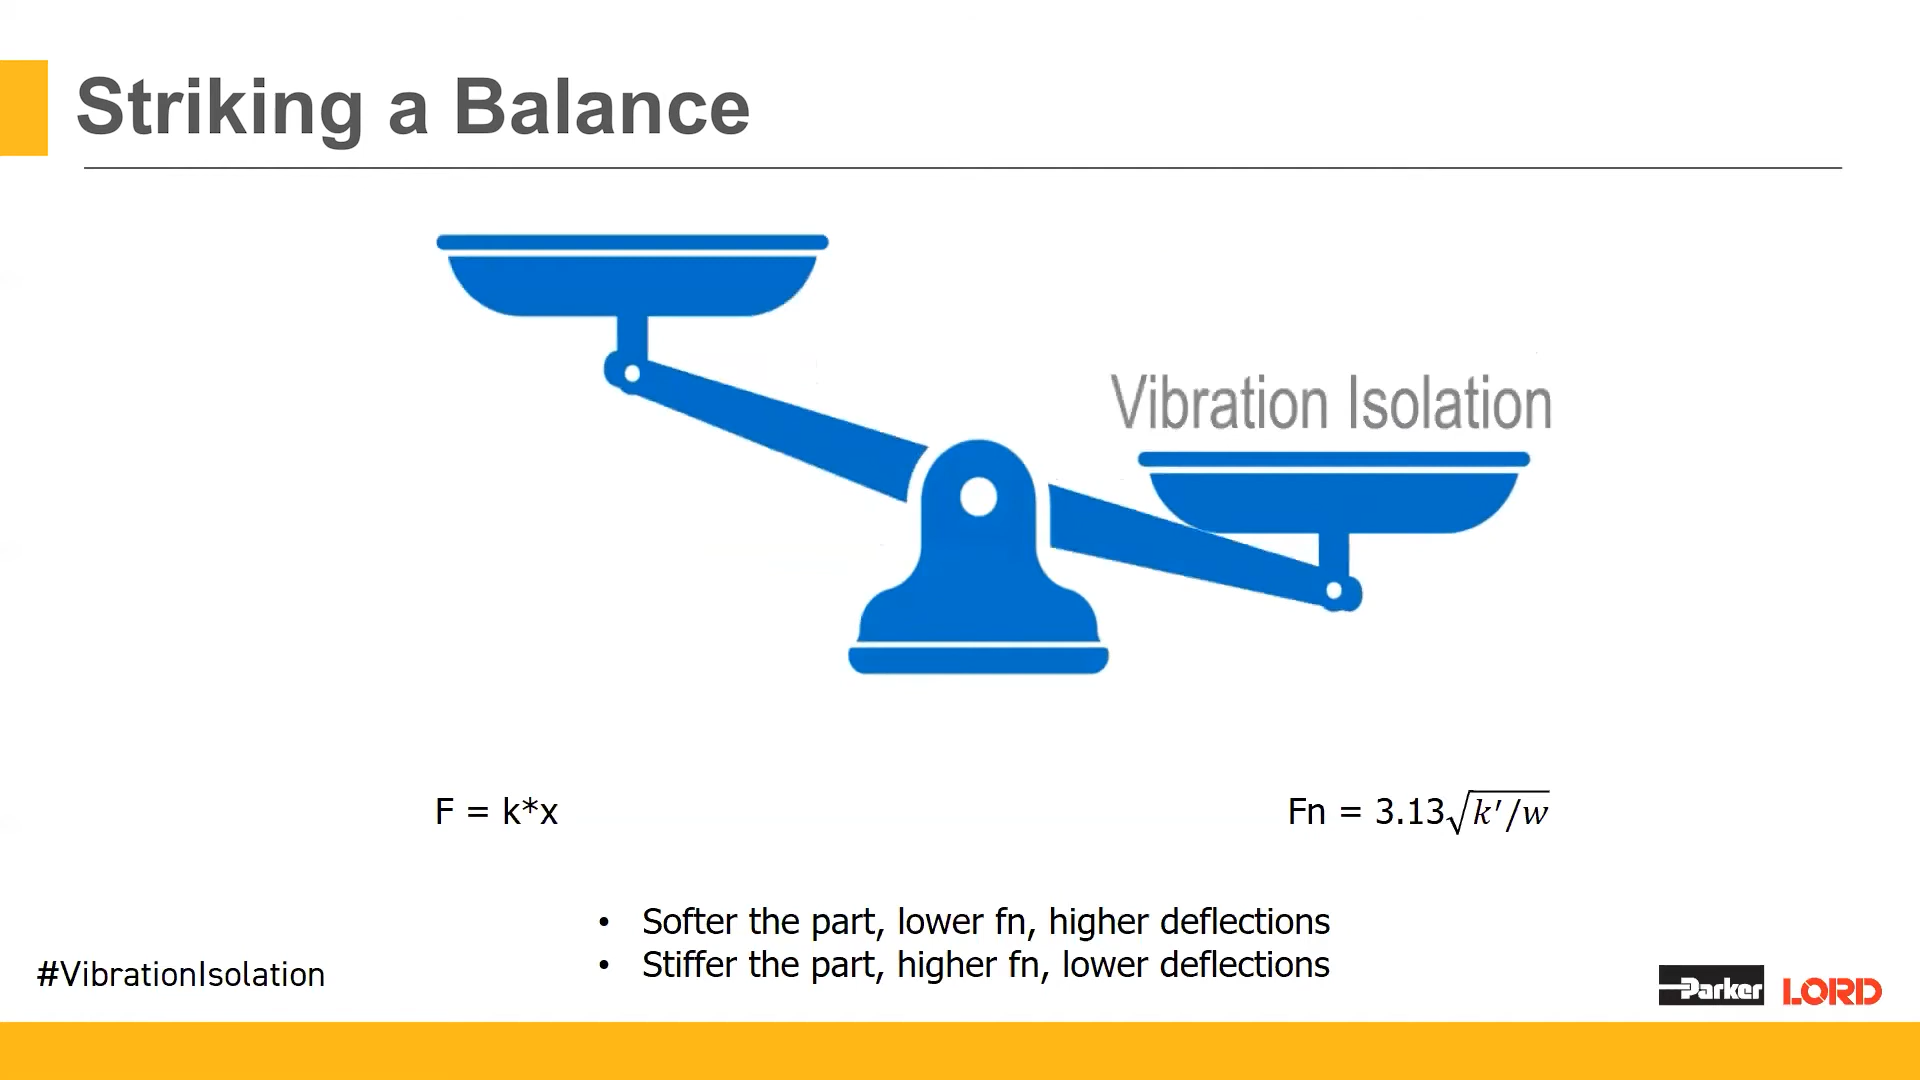 Striking a Balance
Vibration Isolation
F = k*x
Fn = 3.13√k′/w
• Softer the part, lower fn, higher deflections
• Stiffer the part, higher fn, lower deflections
#VibrationIsolation
Parker LORD